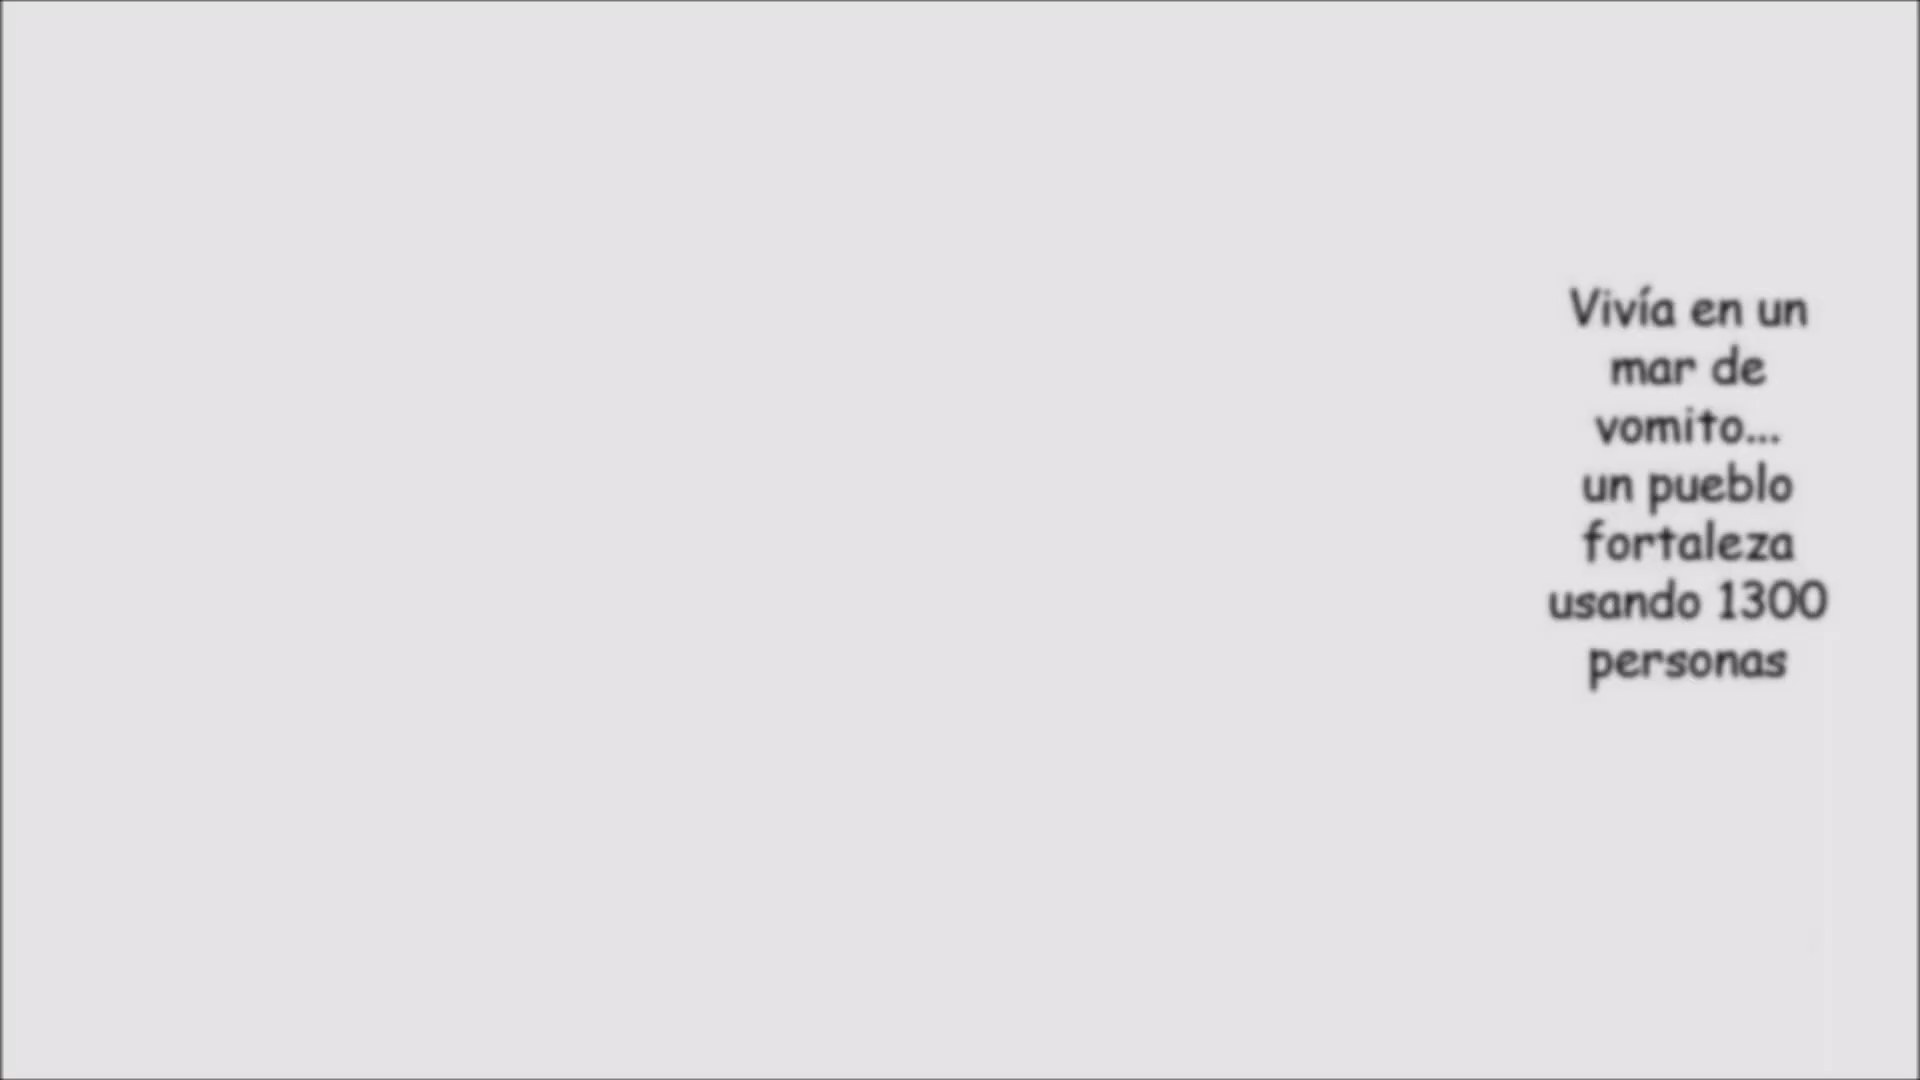 Vivía en un
mar de
vomito...
un pueblo
fortaleza
usando 1300
personas